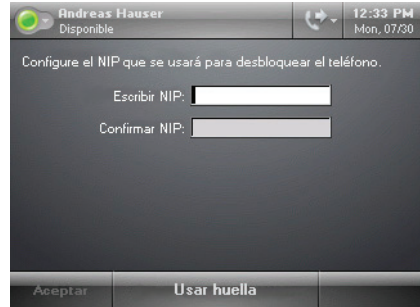 Andreas Hauser
Disponible
12:33 PM
Mon, 07/30
Configure el NIP que se usará para desbloquear el teléfono.
Escribir NIP:
Confirmar NIP:
Aceptar
Usar huella